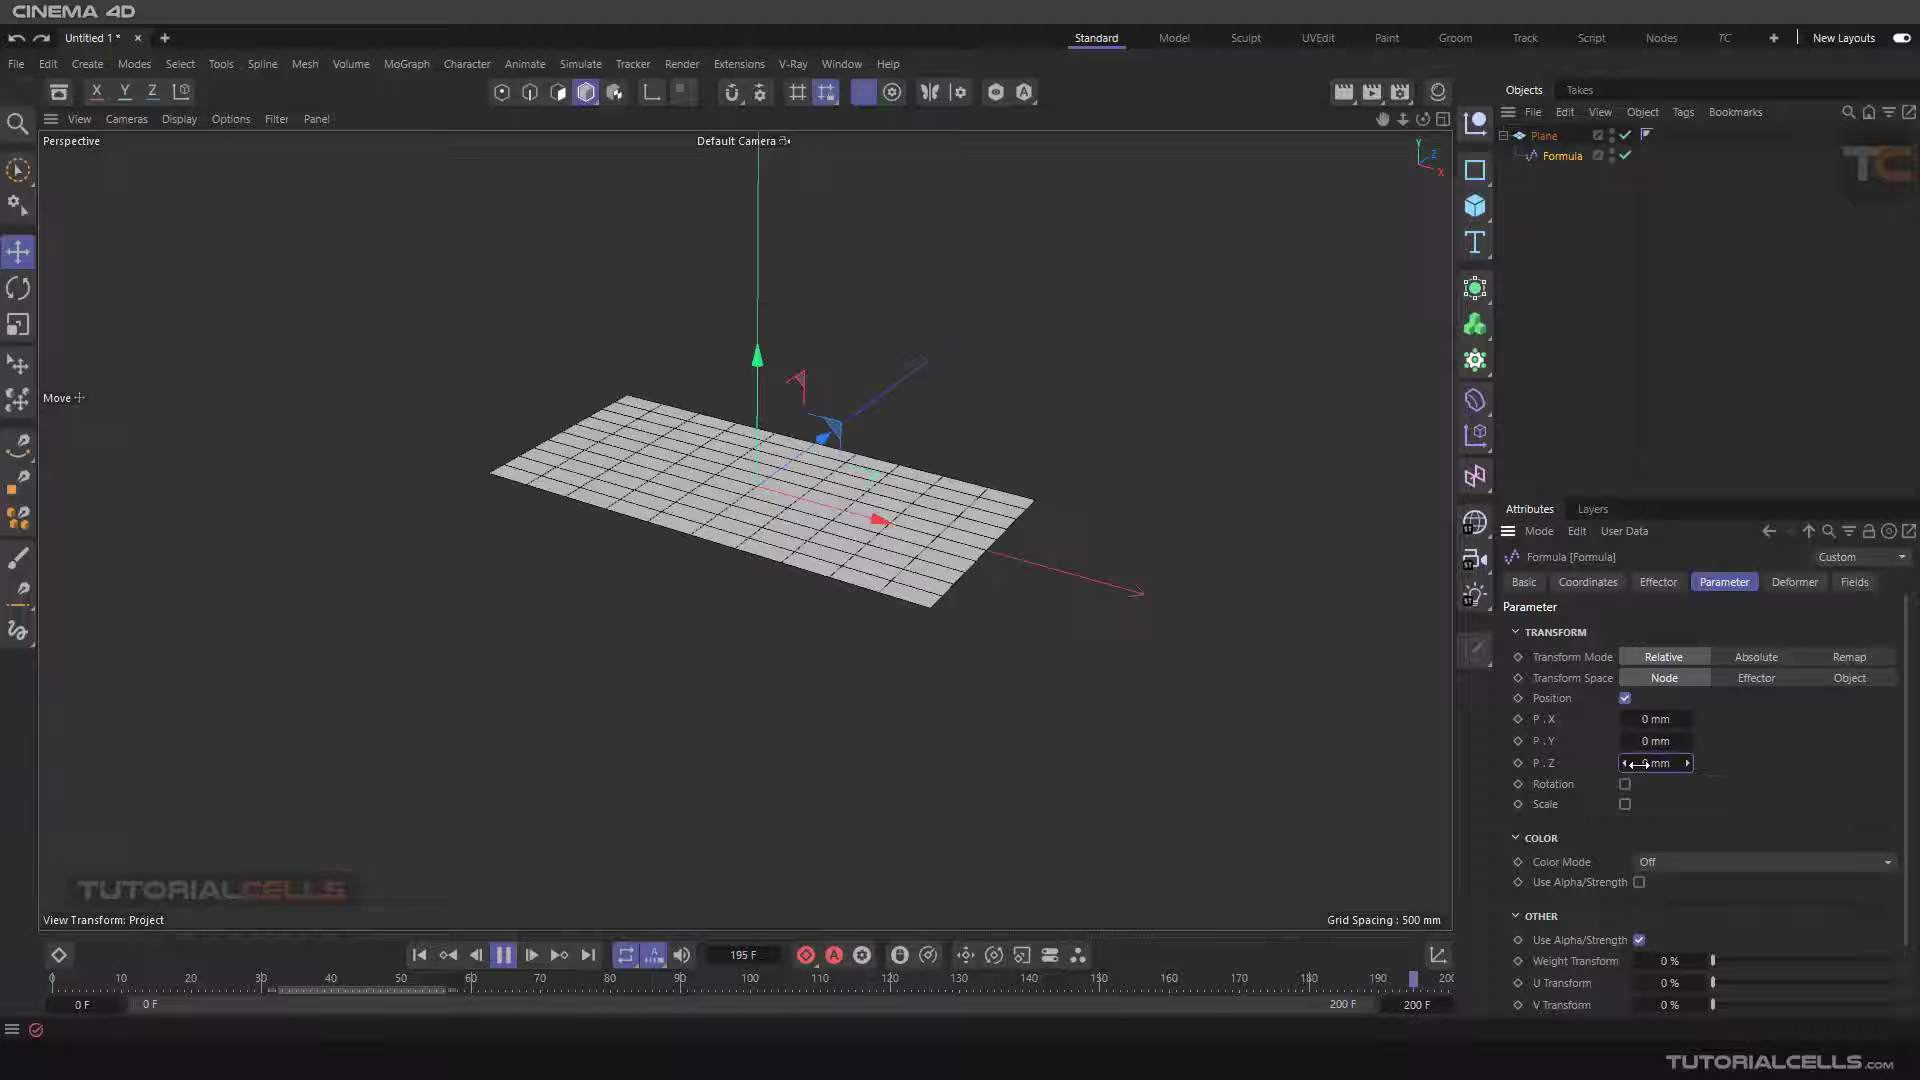 CINEMA 4D
Untitled 1 *
Standard Model Sculpt UVEdit Paint Groom Track Script Nodes TC New Layouts
File Edit Create Modes Select Tools Spline Mesh Volume MoGraph Character Animate Simulate Tracker Render Extensions V-Ray Window Help
X Y Z
View Cameras Display Options Filter Panel
Perspective
Default Camera
Y
Z
X
Move
TUTORIALCELLS
View Transform: Project
Grid Spacing : 500 mm
Objects Takes
File Edit View Object Tags Bookmarks
Plane
Formula
TC
Attributes Layers
Mode Edit User Data
Formula [Formula] Custom
Basic Coordinates Effector Parameter Deformer Fields
Parameter
TRANSFORM
Transform Mode Relative Absolute Remap
Transform Space Node Effector Object
Position
P . X 0 mm
P . Y 0 mm
P . Z 0 mm
Rotation
Scale
COLOR
Color Mode Off
Use Alpha/Strength
OTHER
Use Alpha/Strength
Weight Transform 0 %
U Transform 0 %
V Transform 0 %
195 F
0 10 20 30 40 50 60 70 80 90 100 110 120 130 140 150 160 170 180 190 200
0 F 0 F 200 F 200 F
TUTORIALCELLS.COM